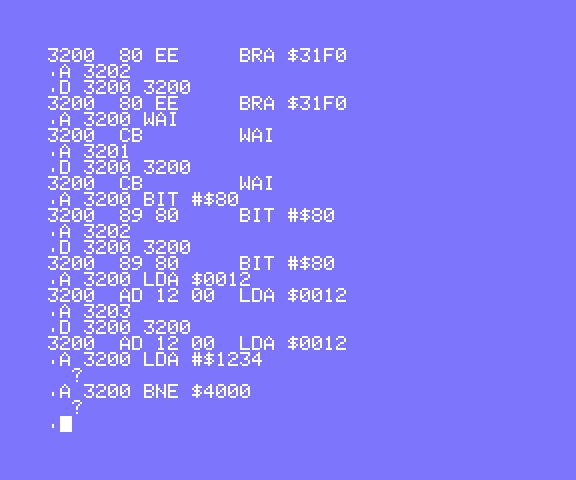 3200  80 EE     BRA $31F0
.A 3202
.D 3200 3200
3200  80 EE     BRA $31F0
.A 3200 WAI
3200  CB        WAI
.A 3201
.D 3200 3200
3200  CB        WAI
.A 3200 BIT #$80
3200  89 80     BIT #$80
.A 3202
.D 3200 3200
3200  89 80     BIT #$80
.A 3200 LDA $0012
3200  AD 12 00  LDA $0012
.A 3203
.D 3200 3200
3200  AD 12 00  LDA $0012
.A 3200 LDA #$1234
  ?
.A 3200 BNE $4000
  ?
.